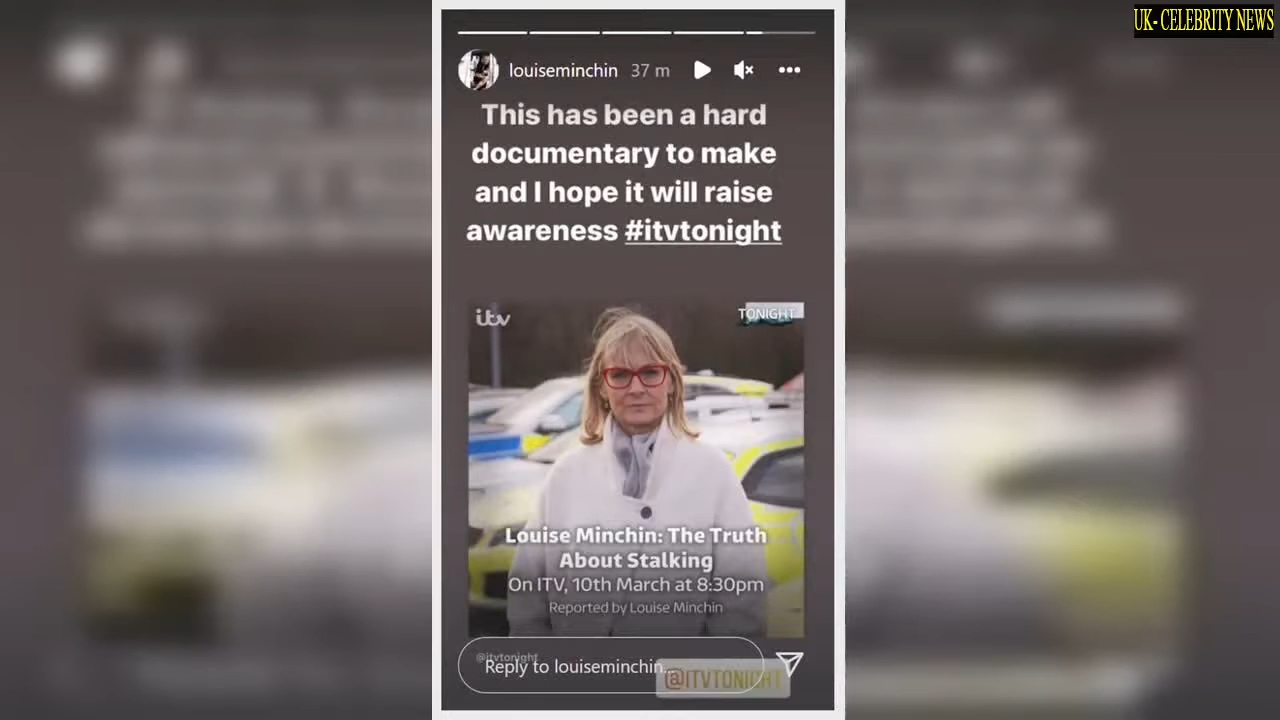 UK- CELEBRITY NEWS
louiseminchin 37 m
This has been a hard
documentary to make
and I hope it will raise
awareness #itvtonight
itv
TONIGHT
Louise Minchin: The Truth
About Stalking
On ITV, 10th March at 8:30pm
Reported by Louise Minchin
@itvtonight
Reply to louiseminchin...
@ITVTONIGHT